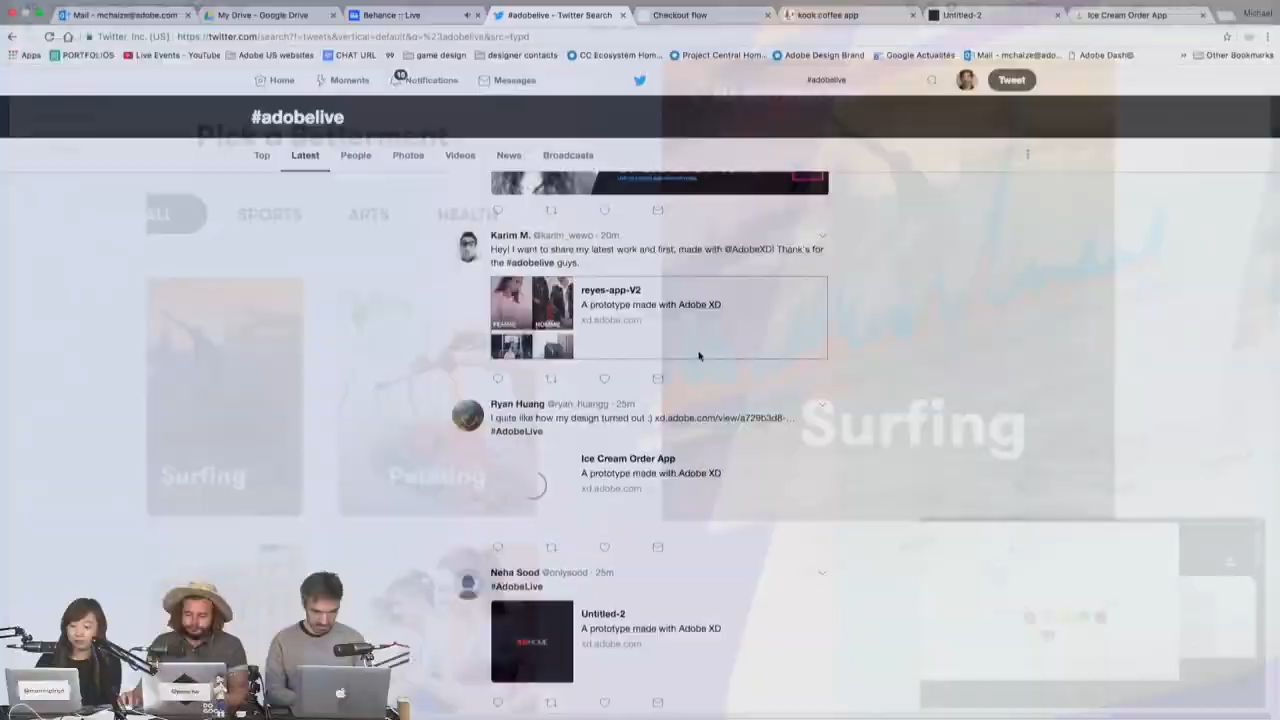 Mail - mchaize@adobe.com
My Drive - Google Drive
Behance :: Live
#adobelive - Twitter Search
Checkout flow
kook coffee app
Untitled-2
Ice Cream Order App
Michael
Twitter, Inc. [US]
https://twitter.com/search?f=tweets&vertical=default&q=%23adobelive&src=typd
Apps
PORTFOLIOS
Live Events - YouTube
Adobe US websites
CHAT URL
game design
designer contacts
CC Ecosystem Hom...
Project Central Hom...
Adobe Design Brand
Google Actualités
Mail - mchaize@ado...
Adobe Dash@
Other Bookmarks
Home
Moments
Notifications
Messages
#adobelive
Tweet
#adobelive
Pick a Betterment
Top
Latest
People
Photos
Videos
News
Broadcasts
ALL
SPORTS
ARTS
HEALTH
Karim M. @karim_wewo · 20m
Hey! I want to share my latest work and first, made with @AdobeXD! Thank's for
the #adobelive guys.
reyes-app-V2
A prototype made with Adobe XD
xd.adobe.com
FEMME
HOMME
Ryan Huang @ryan_huangg · 25m
I quite like how my design turned out :) xd.adobe.com/view/a729b3d8-...
#AdobeLive
Ice Cream Order App
A prototype made with Adobe XD
xd.adobe.com
Surfing
Painting
Surfing
Neha Sood @onlysood · 25m
#AdobeLive
Untitled-2
A prototype made with Adobe XD
xd.adobe.com